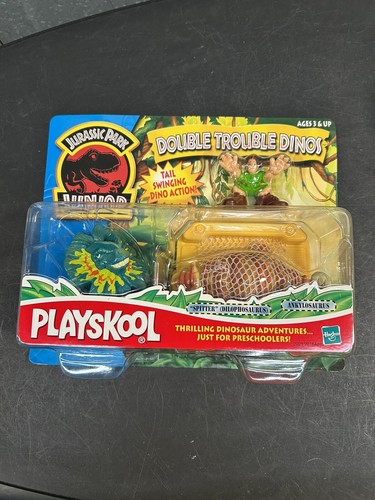 JURASSIC PARK
JUNIOR
AGES 3 & UP
DOUBLE TROUBLE DINOS
TAIL
SWINGING
DINO ACTION!
"SPITTER" (DILOPHOSAURUS)
ANKYLOSAURUS
PLAYSKOOL®
THRILLING DINOSAUR ADVENTURES...
JUST FOR PRESCHOOLERS!
Hasbro